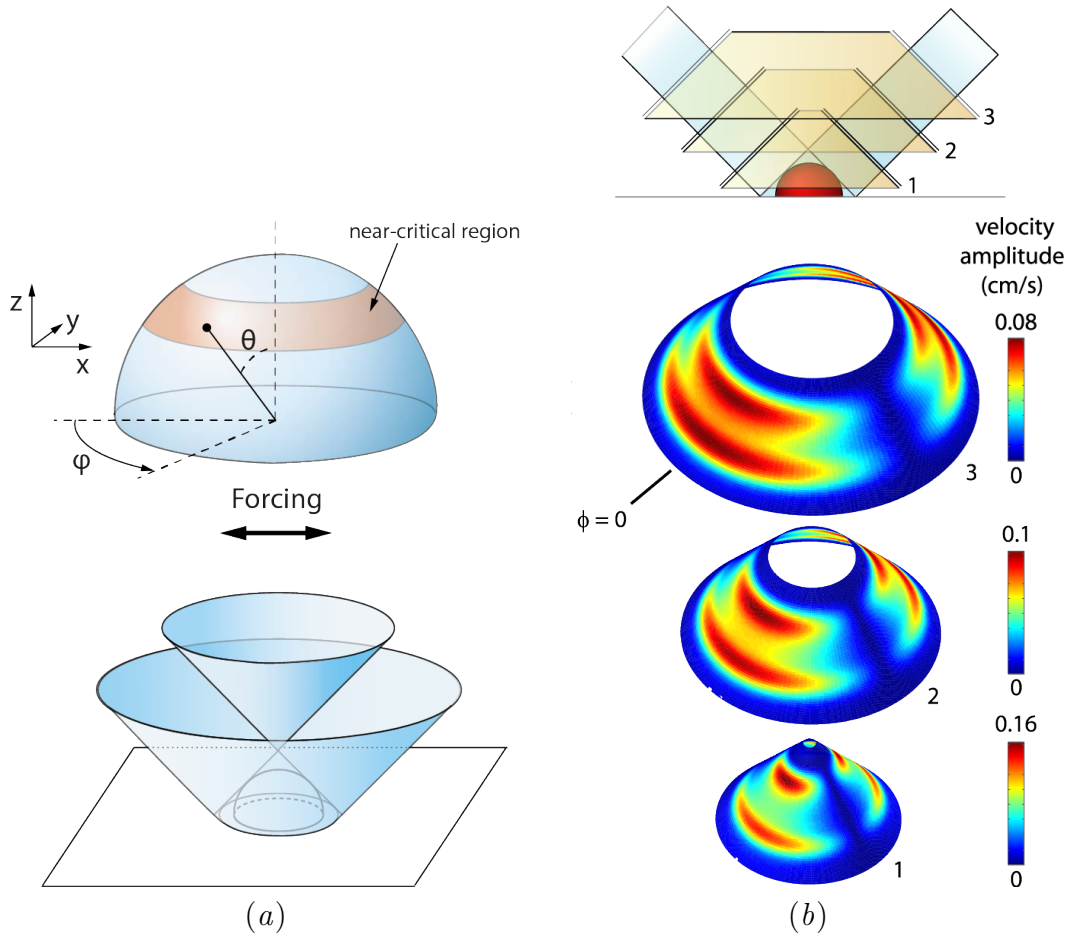 near-critical region
z
y
x
θ
φ
Forcing
(a)
3
2
1
velocity
amplitude
(cm/s)
0.08
0
3
ϕ = 0
0.1
0
2
0.16
0
1
(b)